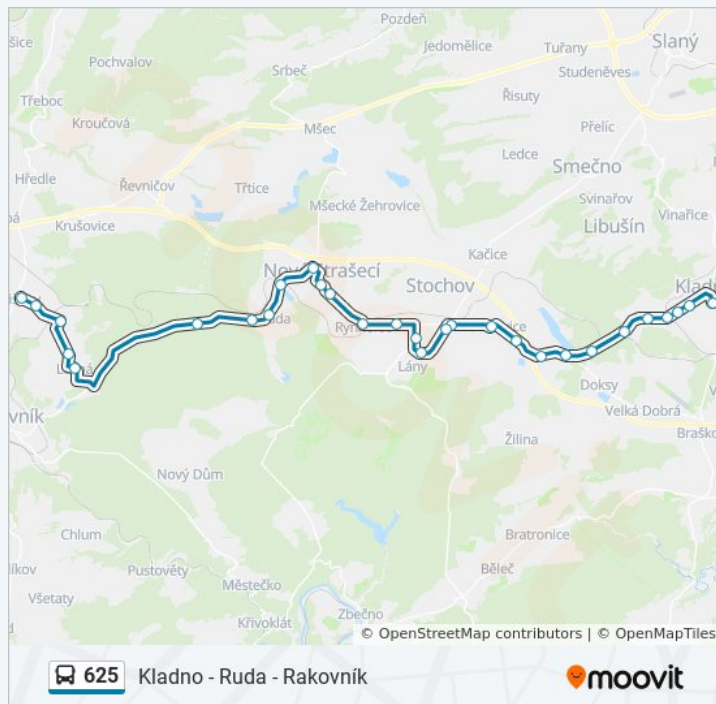 Pozdeň
Slaný
Jedomělice
Tuřany
Pochvalov
Srbeč
Studeněves
Řisuty
Třeboc
Kroučová
Mšec
Přelíc
Ledce
Smečno
Hředle
Řevničov
Třtice
Svinařov
Mšecké Žehrovice
Vinařice
Libušín
Krušovice
Kačice
Stochov
Lány
Doksy
Velká Dobrá
Žilina
Nový Dům
Bratronice
Chlum
Běleč
Pustověty
Městečko
Všetaty
Zbečno
Křivoklát
© OpenStreetMap contributors | © OpenMapTiles
625 Kladno - Ruda - Rakovník
moovit